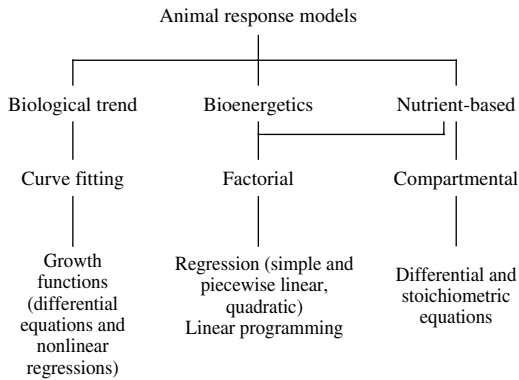 Animal response models
Biological trend
Bioenergetics
Nutrient-based
Curve fitting
Factorial
Compartmental
Growth
functions
(differential
equations and
nonlinear
regressions)
Regression (simple and
piecewise linear,
quadratic)
Linear programming
Differential and
stoichiometric
equations